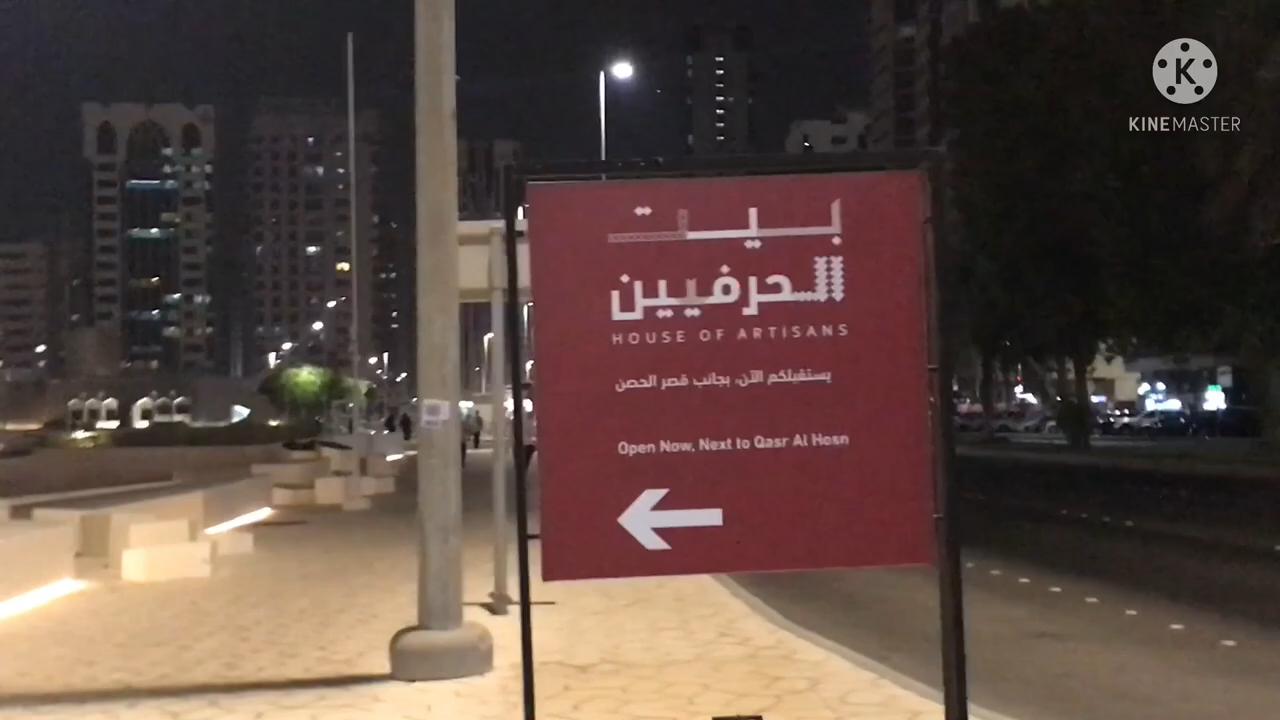 K
KINEMASTER
بيت
الحرفيين
HOUSE OF ARTISANS
يستقبلكم الآن، بجانب قصر الحصن
Open Now, Next to Qasr Al Hosn